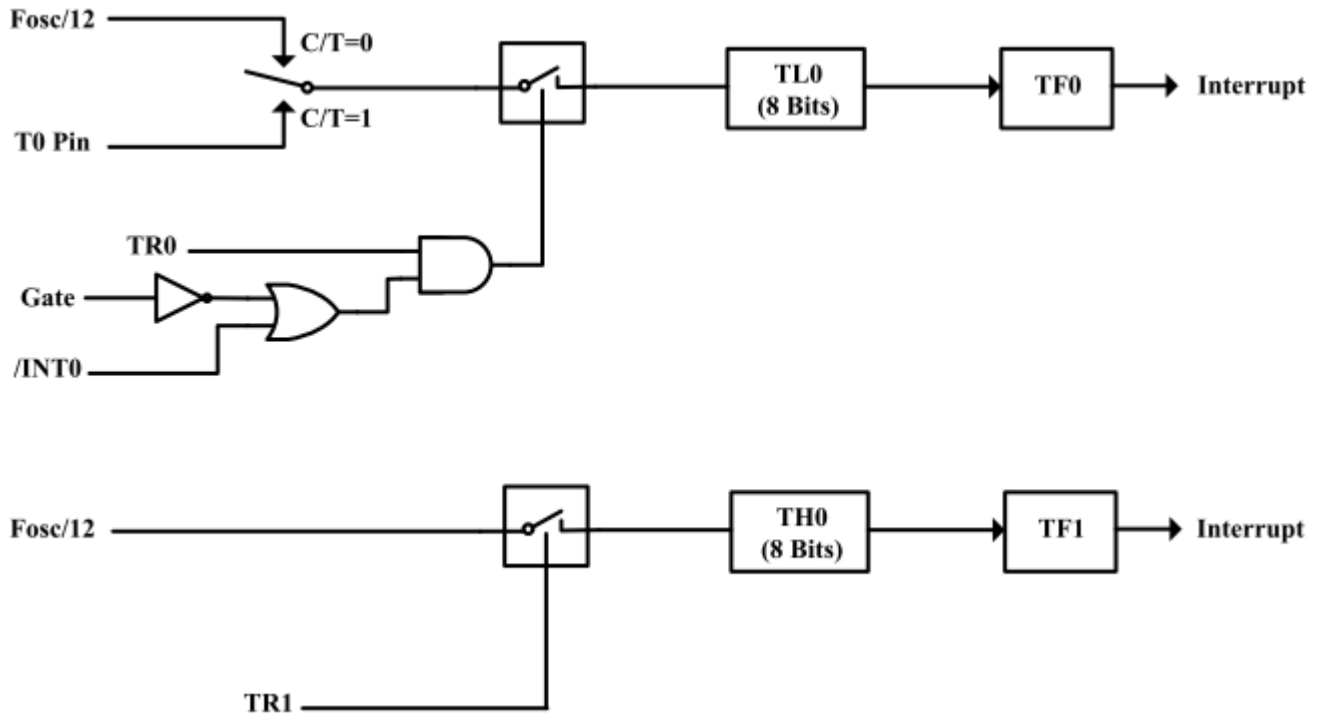 Fosc/12
C/T=0
C/T=1
T0 Pin
TL0
(8 Bits)
TF0
Interrupt
TR0
Gate
/INT0
Fosc/12
TH0
(8 Bits)
TF1
Interrupt
TR1